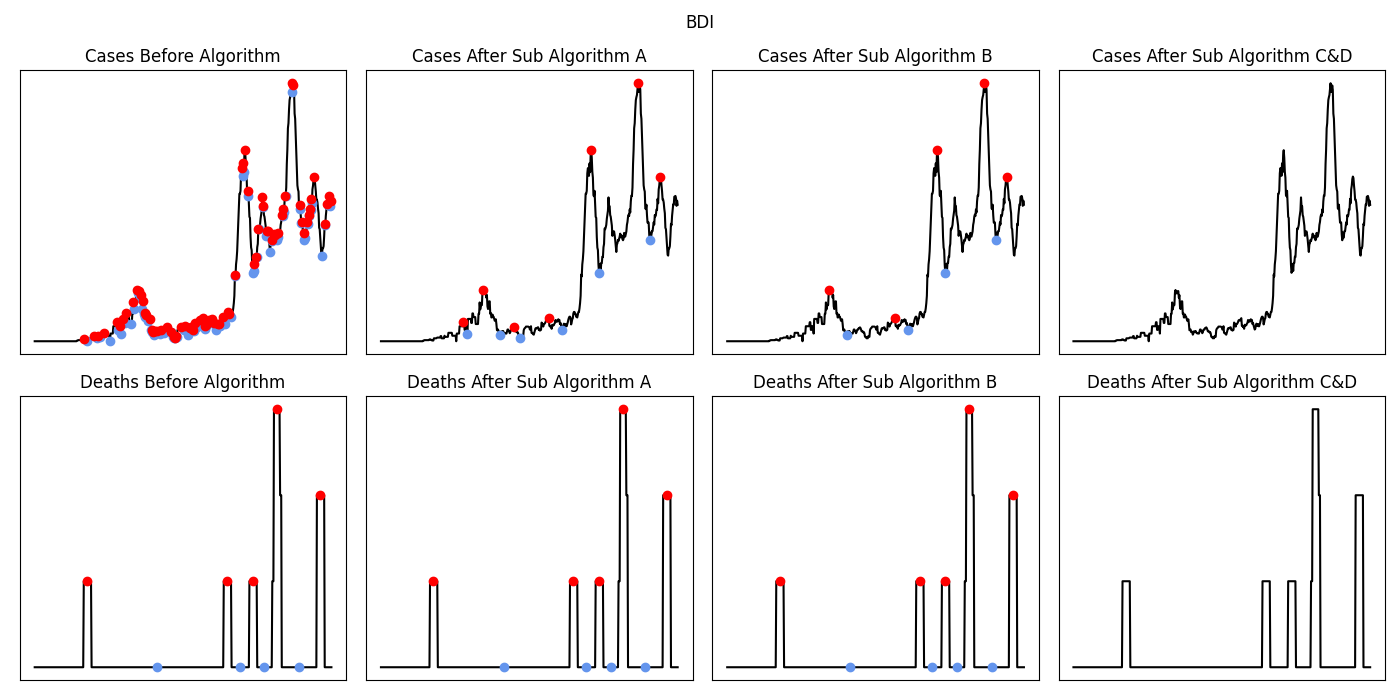 BDI
Cases Before Algorithm
Cases After Sub Algorithm A
Cases After Sub Algorithm B
Cases After Sub Algorithm C&D
Deaths Before Algorithm
Deaths After Sub Algorithm A
Deaths After Sub Algorithm B
Deaths After Sub Algorithm C&D